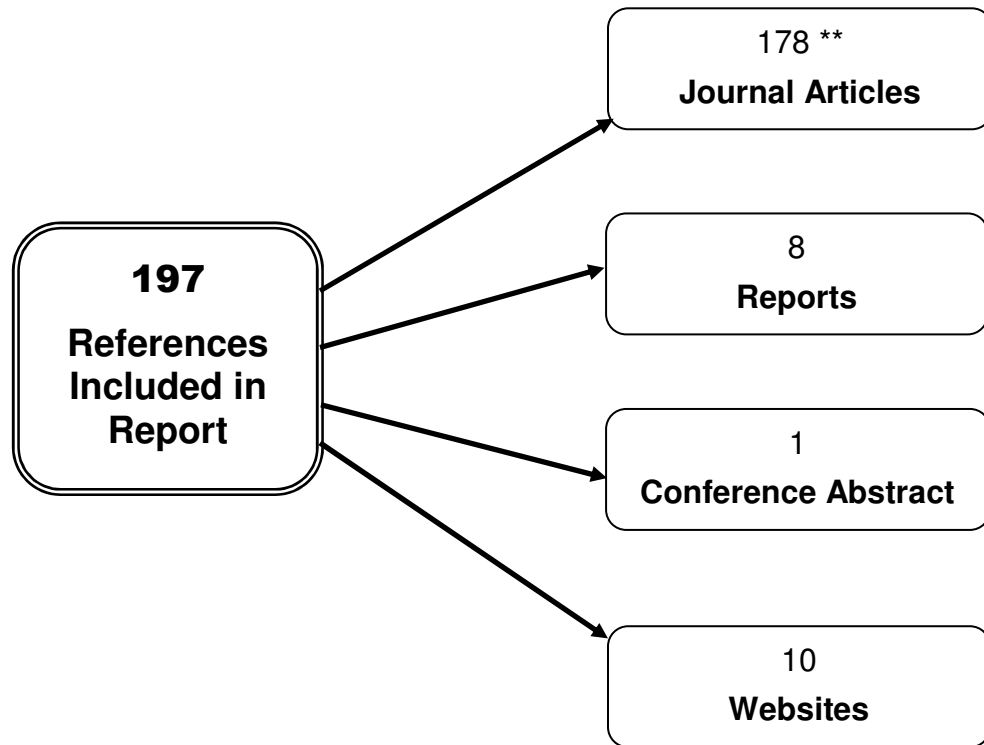 197
References
Included in
Report
178 **
Journal Articles
8
Reports
1
Conference Abstract
10
Websites